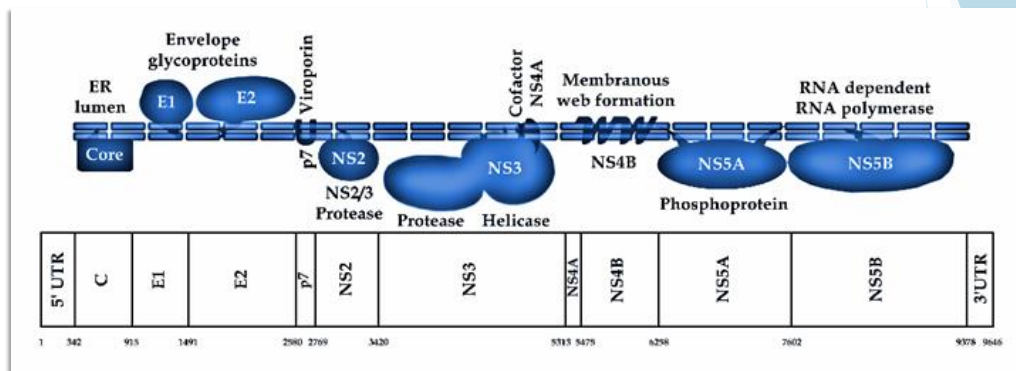 Envelope
glycoproteins
ER
lumen
E1
E2
Viroporin
p7
Cofactor
NS4A
Membranous
web formation
RNA dependent
RNA polymerase
Core
NS2
NS3
NS4B
NS5A
NS5B
NS2/3
Protease
Protease
Helicase
Phosphoprotein
5' UTR
C
E1
E2
p7
NS2
NS3
NS4A
NS4B
NS5A
NS5B
3'UTR
1 342 915 1491 2580 2769 3420 5313 5475 6258 7602 9378 9646